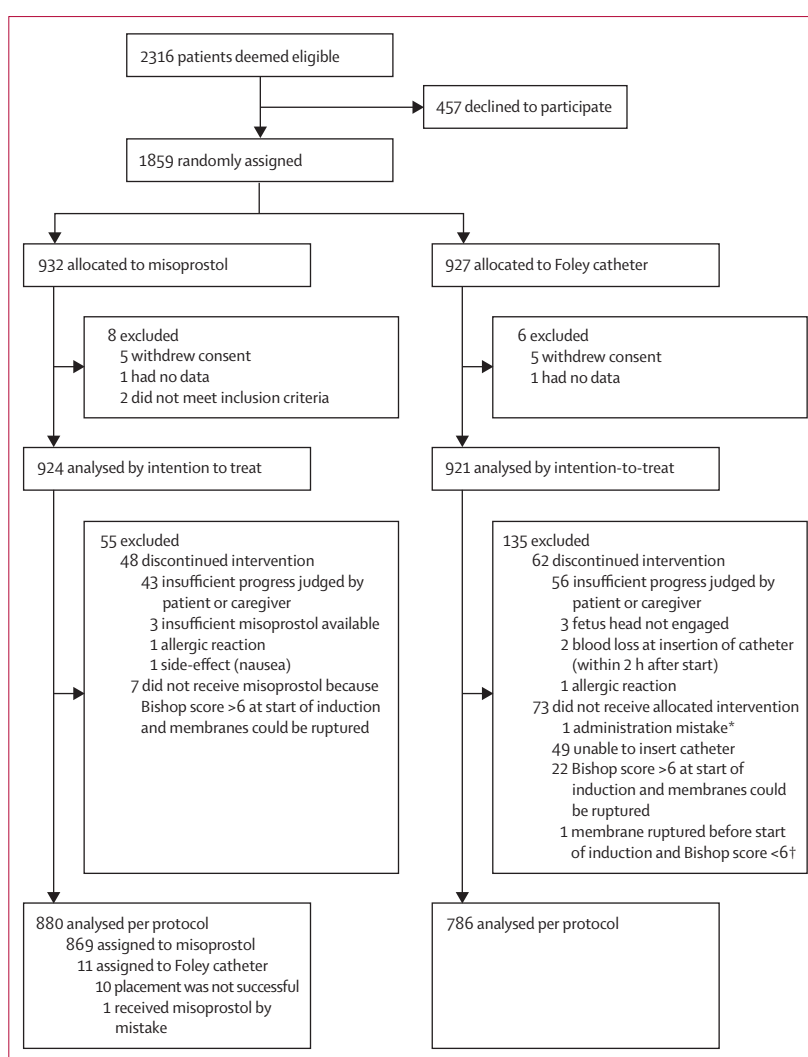 2316 patients deemed eligible
457 declined to participate
1859 randomly assigned
932 allocated to misoprostol
927 allocated to Foley catheter
8 excluded
5 withdrew consent
1 had no data
2 did not meet inclusion criteria
6 excluded
5 withdrew consent
1 had no data
924 analysed by intention to treat
921 analysed by intention-to-treat
55 excluded
48 discontinued intervention
43 insufficient progress judged by
patient or caregiver
3 insufficient misoprostol available
1 allergic reaction
1 side-effect (nausea)
7 did not receive misoprostol because
Bishop score >6 at start of induction
and membranes could be ruptured
135 excluded
62 discontinued intervention
56 insufficient progress judged by
patient or caregiver
3 fetus head not engaged
2 blood loss at insertion of catheter
(within 2 h after start)
1 allergic reaction
73 did not receive allocated intervention
1 administration mistake*
49 unable to insert catheter
22 Bishop score >6 at start of
induction and membranes could
be ruptured
1 membrane ruptured before start
of induction and Bishop score <6†
880 analysed per protocol
869 assigned to misoprostol
11 assigned to Foley catheter
10 placement was not successful
1 received misoprostol by
mistake
786 analysed per protocol